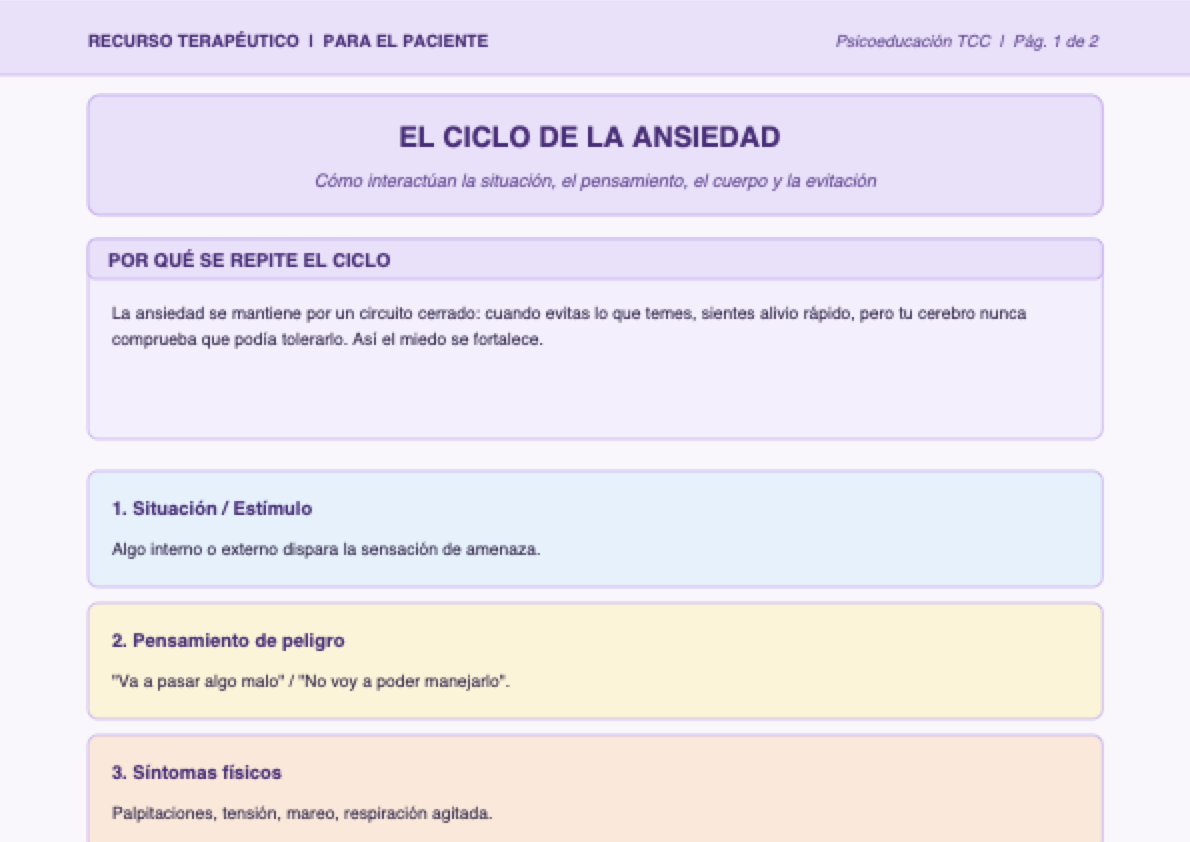 RECURSO TERAPÉUTICO | PARA EL PACIENTE
Psicoeducación TCC | Pág. 1 de 2
EL CICLO DE LA ANSIEDAD
Cómo interactúan la situación, el pensamiento, el cuerpo y la evitación
POR QUÉ SE REPITE EL CICLO
La ansiedad se mantiene por un circuito cerrado: cuando evitas lo que temes, sientes alivio rápido, pero tu cerebro nunca
comprueba que podía tolerarlo. Así el miedo se fortalece.
1. Situación / Estímulo
Algo interno o externo dispara la sensación de amenaza.
2. Pensamiento de peligro
"Va a pasar algo malo" / "No voy a poder manejarlo".
3. Síntomas físicos
Palpitaciones, tensión, mareo, respiración agitada.